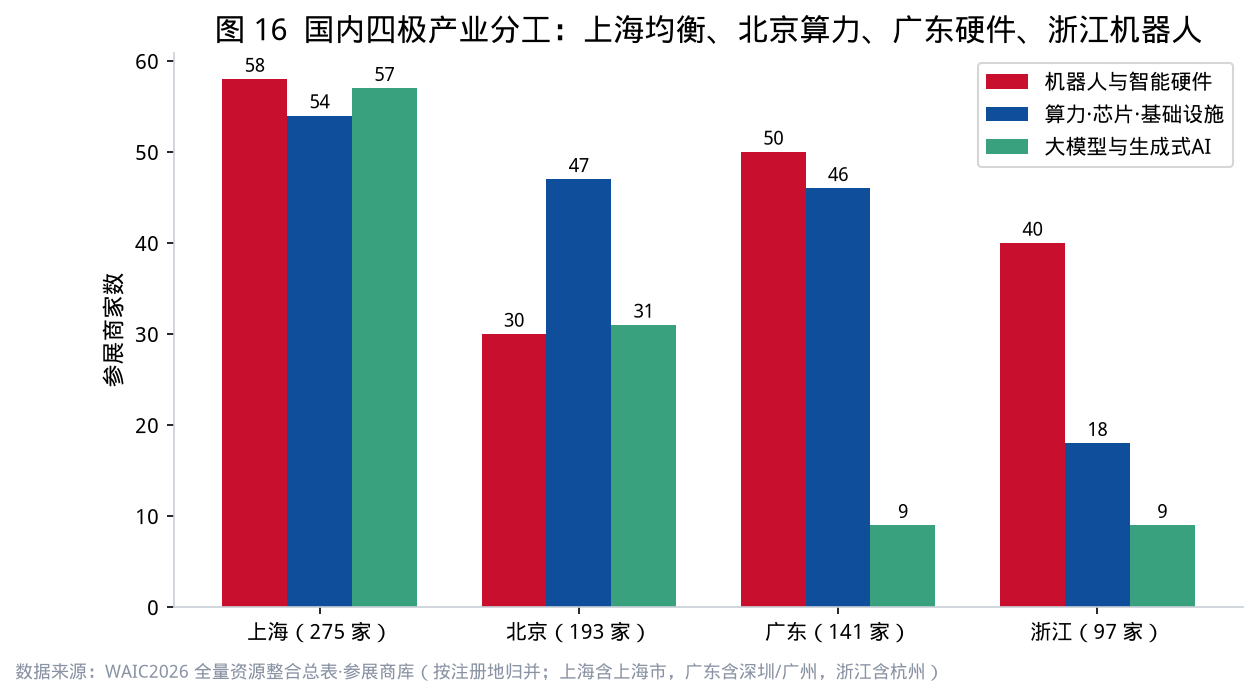 图 16 国内四极产业分工：上海均衡、北京算力、广东硬件、浙江机器人
机器人与智能硬件
算力·芯片·基础设施
大模型与生成式AI
参展商家数
60
50
40
30
20
10
0
58
54
57
30
47
31
50
46
9
40
18
9
上海（275 家）
北京（193 家）
广东（141 家）
浙江（97 家）
数据来源：WAIC2026 全量资源整合总表·参展商库（按注册地归并；上海含上海市，广东含深圳/广州，浙江含杭州）